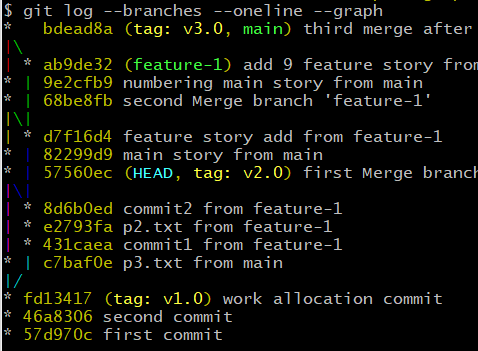 $ git log --branches --oneline --graph
*   bdead8a (tag: v3.0, main) third merge after
|\
| * ab9de32 (feature-1) add 9 feature story from
* | 9e2cfb9 numbering main story from main
* | 68be8fb second Merge branch 'feature-1'
|\|
| * d7f16d4 feature story add from feature-1
* | 82299d9 main story from main
* | 57560ec (HEAD, tag: v2.0) first Merge branch
|\|
| * 8d6b0ed commit2 from feature-1
| * e2793fa p2.txt from feature-1
| * 431caea commit1 from feature-1
* | c7baf0e p3.txt from main
|/
* fd13417 (tag: v1.0) work allocation commit
* 46a8306 second commit
* 57d970c first commit